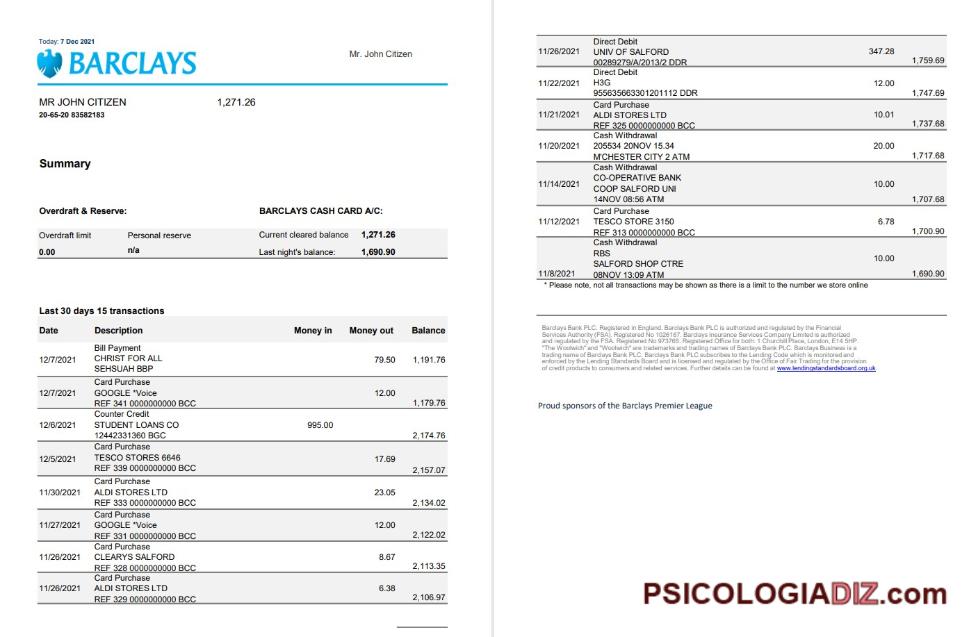 Today: 7 Dec 2021
BARCLAYS
Mr. John Citizen
MR JOHN CITIZEN 1,271.26
20-65-20 83582183
Summary
Overdraft & Reserve: BARCLAYS CASH CARD A/C:
Overdraft limit Personal reserve Current cleared balance 1,271.26
0.00 n/a Last night's balance: 1,690.90
Last 30 days 15 transactions
Date Description Money in Money out Balance
Bill Payment
12/7/2021 CHRIST FOR ALL 79.50 1,191.76
SEHSUAH BBP
Card Purchase
12/7/2021 GOOGLE *Voice 12.00
REF 341 0000000000 BCC 1,179.76
Counter Credit
12/6/2021 STUDENT LOANS CO 995.00
12442331360 BGC 2,174.76
Card Purchase
12/5/2021 TESCO STORES 6646 17.69
REF 339 0000000000 BCC 2,157.07
Card Purchase
11/30/2021 ALDI STORES LTD 23.05
REF 333 0000000000 BCC 2,134.02
Card Purchase
11/27/2021 GOOGLE *Voice 12.00
REF 331 0000000000 BCC 2,122.02
Card Purchase
11/26/2021 CLEARYS SALFORD 8.67
REF 328 0000000000 BCC 2,113.35
Card Purchase
11/26/2021 ALDI STORES LTD 6.38
REF 329 0000000000 BCC 2,106.97
Direct Debit
11/26/2021 UNIV OF SALFORD 347.28
00289279/A/2013/2 DDR 1,759.69
Direct Debit
11/22/2021 H3G 12.00
955635663301201112 DDR 1,747.69
Card Purchase
11/21/2021 ALDI STORES LTD 10.01
REF 325 0000000000 BCC 1,737.68
Cash Withdrawal
11/20/2021 205534 20NOV 15.34 20.00
M'CHESTER CITY 2 ATM 1,717.68
Cash Withdrawal
CO-OPERATIVE BANK
11/14/2021 COOP SALFORD UNI 10.00
14NOV 08:56 ATM 1,707.68
Card Purchase
11/12/2021 TESCO STORE 3150 6.78
REF 313 0000000000 BCC 1,700.90
Cash Withdrawal
RBS 10.00
SALFORD SHOP CTRE
11/8/2021 08NOV 13:09 ATM 1,690.90
* Please note, not all transactions may be shown as there is a limit to the number we store online
Barclays Bank PLC. Registered in England. Barclays Bank PLC is authorized and regulated by the Financial
Services Authority (FSA). Registered No 1026167. Barclays Insurance Services Company Limited is authorized
and regulated by the FSA. Registered No 973765. Registered Office for both: 1 Churchill Place, London, E14 5HP.
"The Woolwich" and "Woolwich" are trademarks and trading names of Barclays Bank PLC. Barclays Business is a
trading name of Barclays Bank PLC. Barclays Bank PLC subscribes to the Lending Code which is monitored and
enforced by the Lending Standards Board and is licensed and regulated by the Office of Fair Trading for the provision
of credit products to consumers and related services. Further details can be found at www.lendingstandardsboard.org.uk
Proud sponsors of the Barclays Premier League
PSICOLOGIADIZ.com